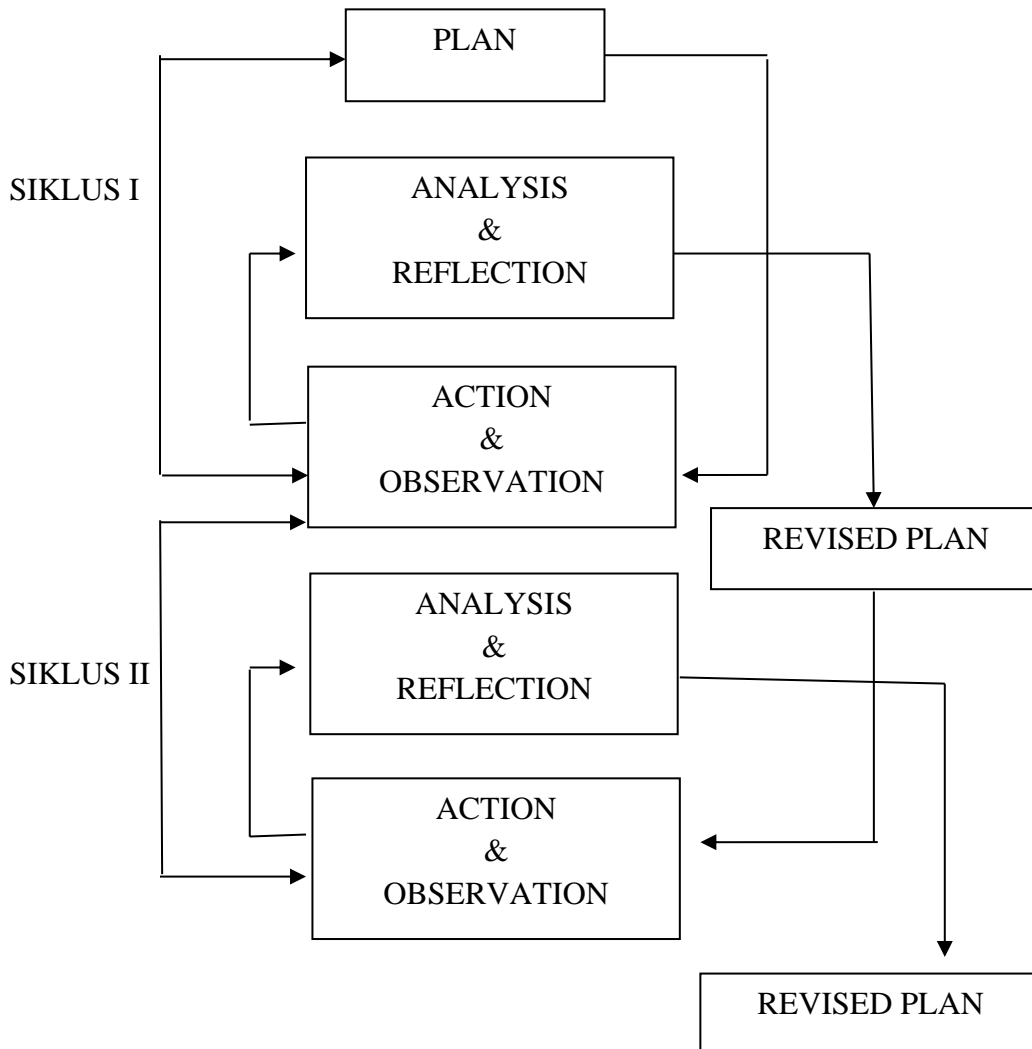 PLAN
SIKLUS I
ANALYSIS
&
REFLECTION
ACTION
&
OBSERVATION
REVISED PLAN
SIKLUS II
ANALYSIS
&
REFLECTION
ACTION
&
OBSERVATION
REVISED PLAN